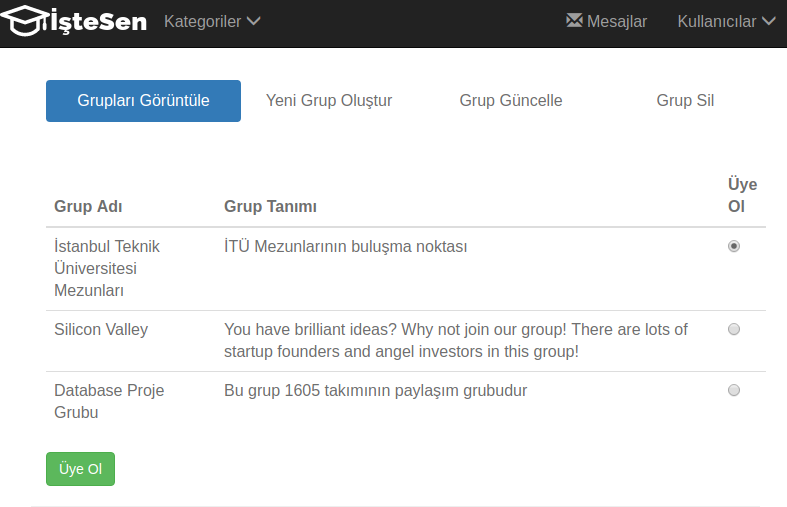 İşteSen Kategoriler Mesajlar Kullanıcılar
Grupları Görüntüle Yeni Grup Oluştur Grup Güncelle Grup Sil
Üye
Grup Adı Grup Tanımı Ol
İstanbul Teknik İTÜ Mezunlarının buluşma noktası
Üniversitesi
Mezunları
Silicon Valley You have brilliant ideas? Why not join our group! There are lots of
startup founders and angel investors in this group!
Database Proje Bu grup 1605 takımının paylaşım grubudur
Grubu
Üye Ol